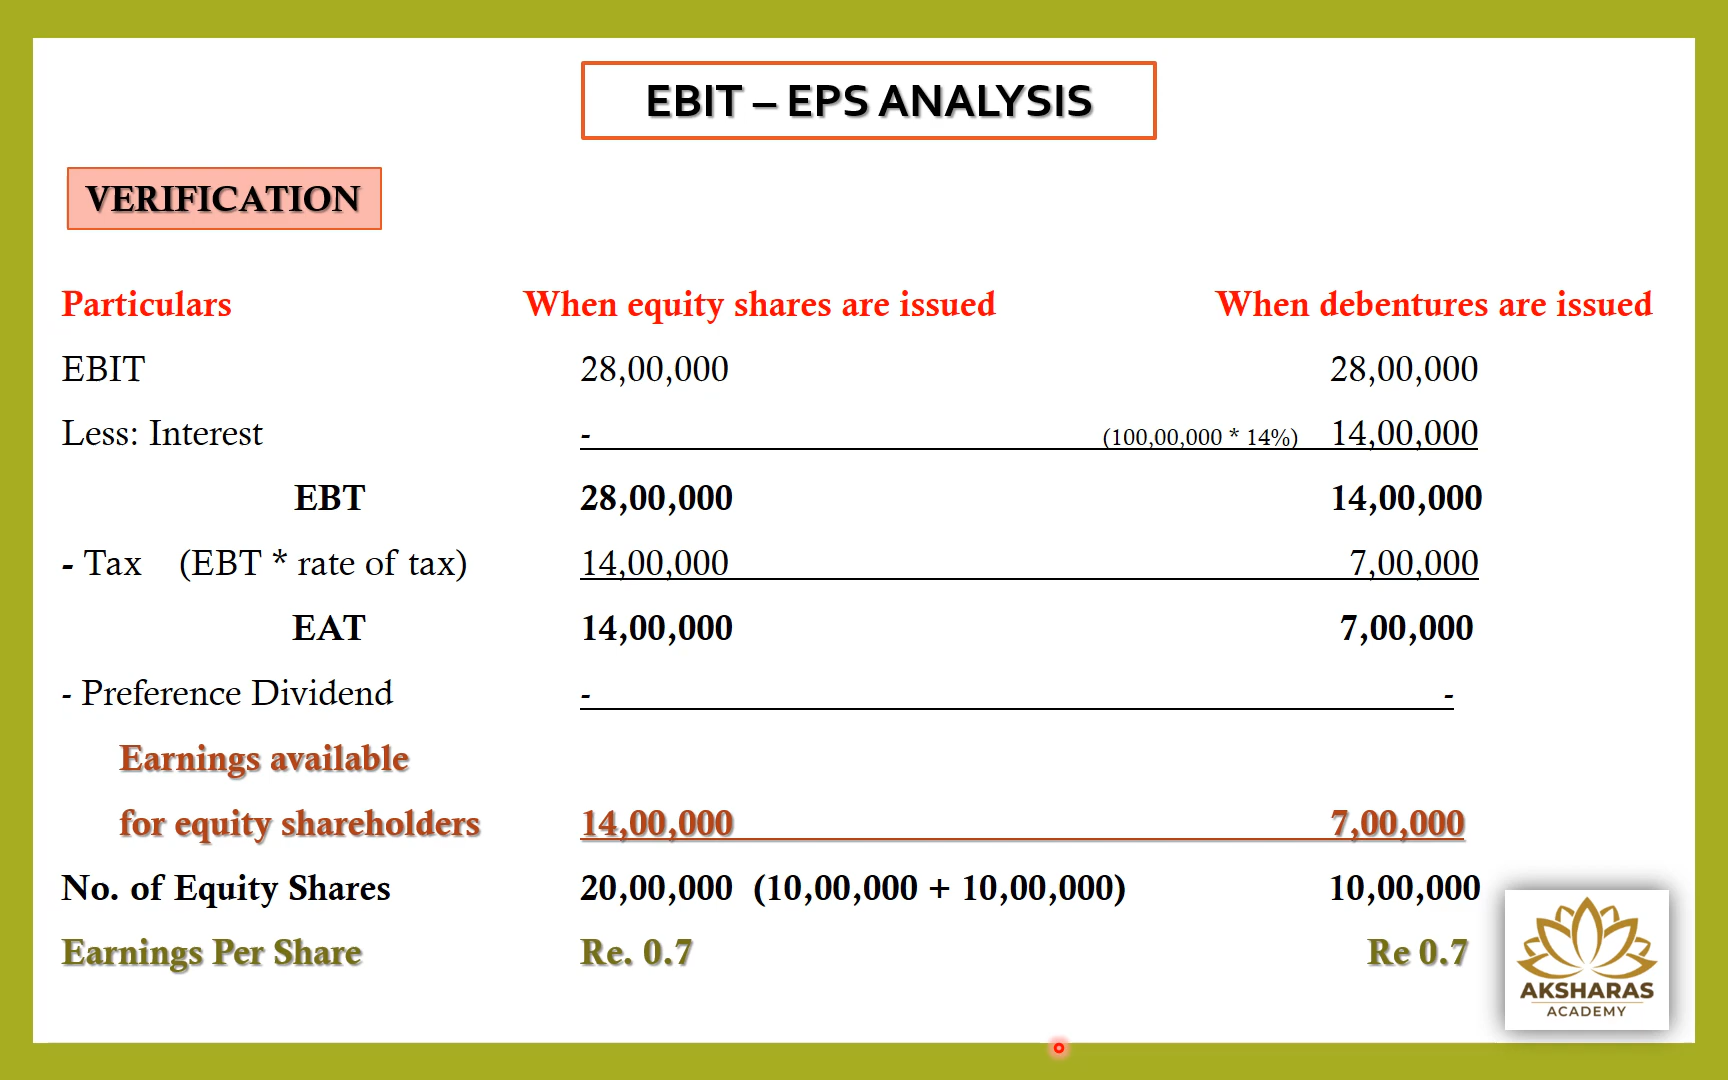 EBIT – EPS ANALYSIS
VERIFICATION
Particulars When equity shares are issued When debentures are issued
EBIT 28,00,000 28,00,000
Less: Interest - (100,00,000 * 14%) 14,00,000
EBT 28,00,000 14,00,000
- Tax (EBT * rate of tax) 14,00,000 7,00,000
EAT 14,00,000 7,00,000
- Preference Dividend - -
Earnings available
for equity shareholders 14,00,000 7,00,000
No. of Equity Shares 20,00,000 (10,00,000 + 10,00,000) 10,00,000
Earnings Per Share Re. 0.7 Re 0.7
AKSHARAS
ACADEMY